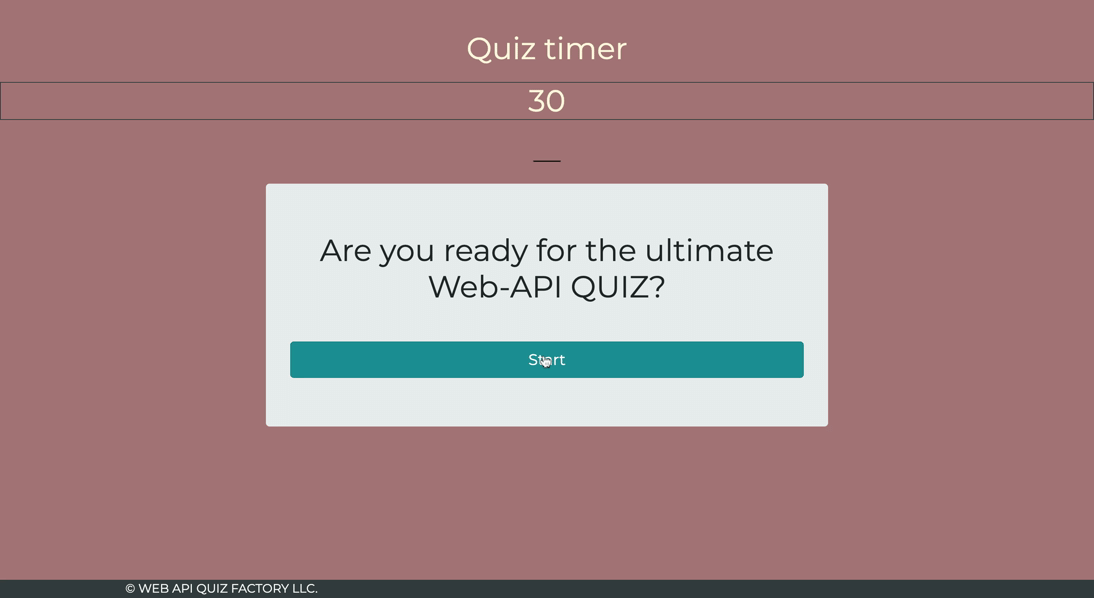 Quiz timer
30
Are you ready for the ultimate
Web-API QUIZ?
Start
© WEB API QUIZ FACTORY LLC.